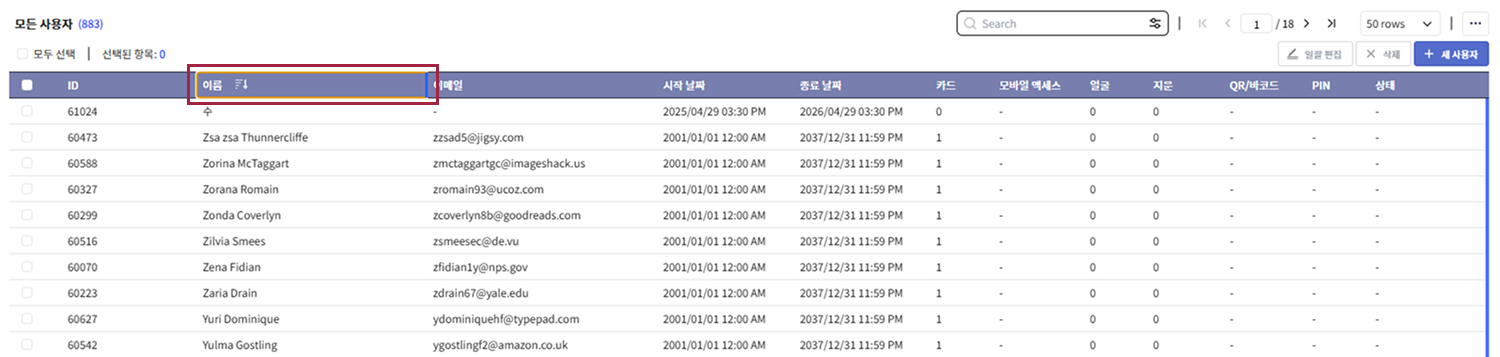 모든 사용자 (883)
Search
1 / 18
50 rows
모두 선택 | 선택된 항목: 0
일괄 편집
삭제
+ 새 사용자
ID 이름 이메일 시작 날짜 종료 날짜 카드 모바일 액세스 얼굴 지문 QR/바코드 PIN 상태
61024 수 - 2025/04/29 03:30 PM 2026/04/29 03:30 PM 0 - 0 0 - - -
60473 Zsa zsa Thunnercliffe zzsad5@jigsy.com 2001/01/01 12:00 AM 2037/12/31 11:59 PM 1 - 0 0 - - -
60588 Zorina McTaggart zmctaggartgc@imageshack.us 2001/01/01 12:00 AM 2037/12/31 11:59 PM 1 - 0 0 - - -
60327 Zorana Romain zromain93@ucoz.com 2001/01/01 12:00 AM 2037/12/31 11:59 PM 1 - 0 0 - - -
60299 Zonda Coverlyn zcoverlyn8b@goodreads.com 2001/01/01 12:00 AM 2037/12/31 11:59 PM 1 - 0 0 - - -
60516 Zilvia Smees zsmeesec@de.vu 2001/01/01 12:00 AM 2037/12/31 11:59 PM 1 - 0 0 - - -
60070 Zena Fidian zfidian1y@nps.gov 2001/01/01 12:00 AM 2037/12/31 11:59 PM 1 - 0 0 - - -
60223 Zaria Drain zdrain67@yale.edu 2001/01/01 12:00 AM 2037/12/31 11:59 PM 1 - 0 0 - - -
60627 Yuri Dominique ydominiquehf@typepad.com 2001/01/01 12:00 AM 2037/12/31 11:59 PM 1 - 0 0 - - -
60542 Yulma Gostling ygostlingf2@amazon.co.uk 2001/01/01 12:00 AM 2037/12/31 11:59 PM 1 - 0 0 - - -